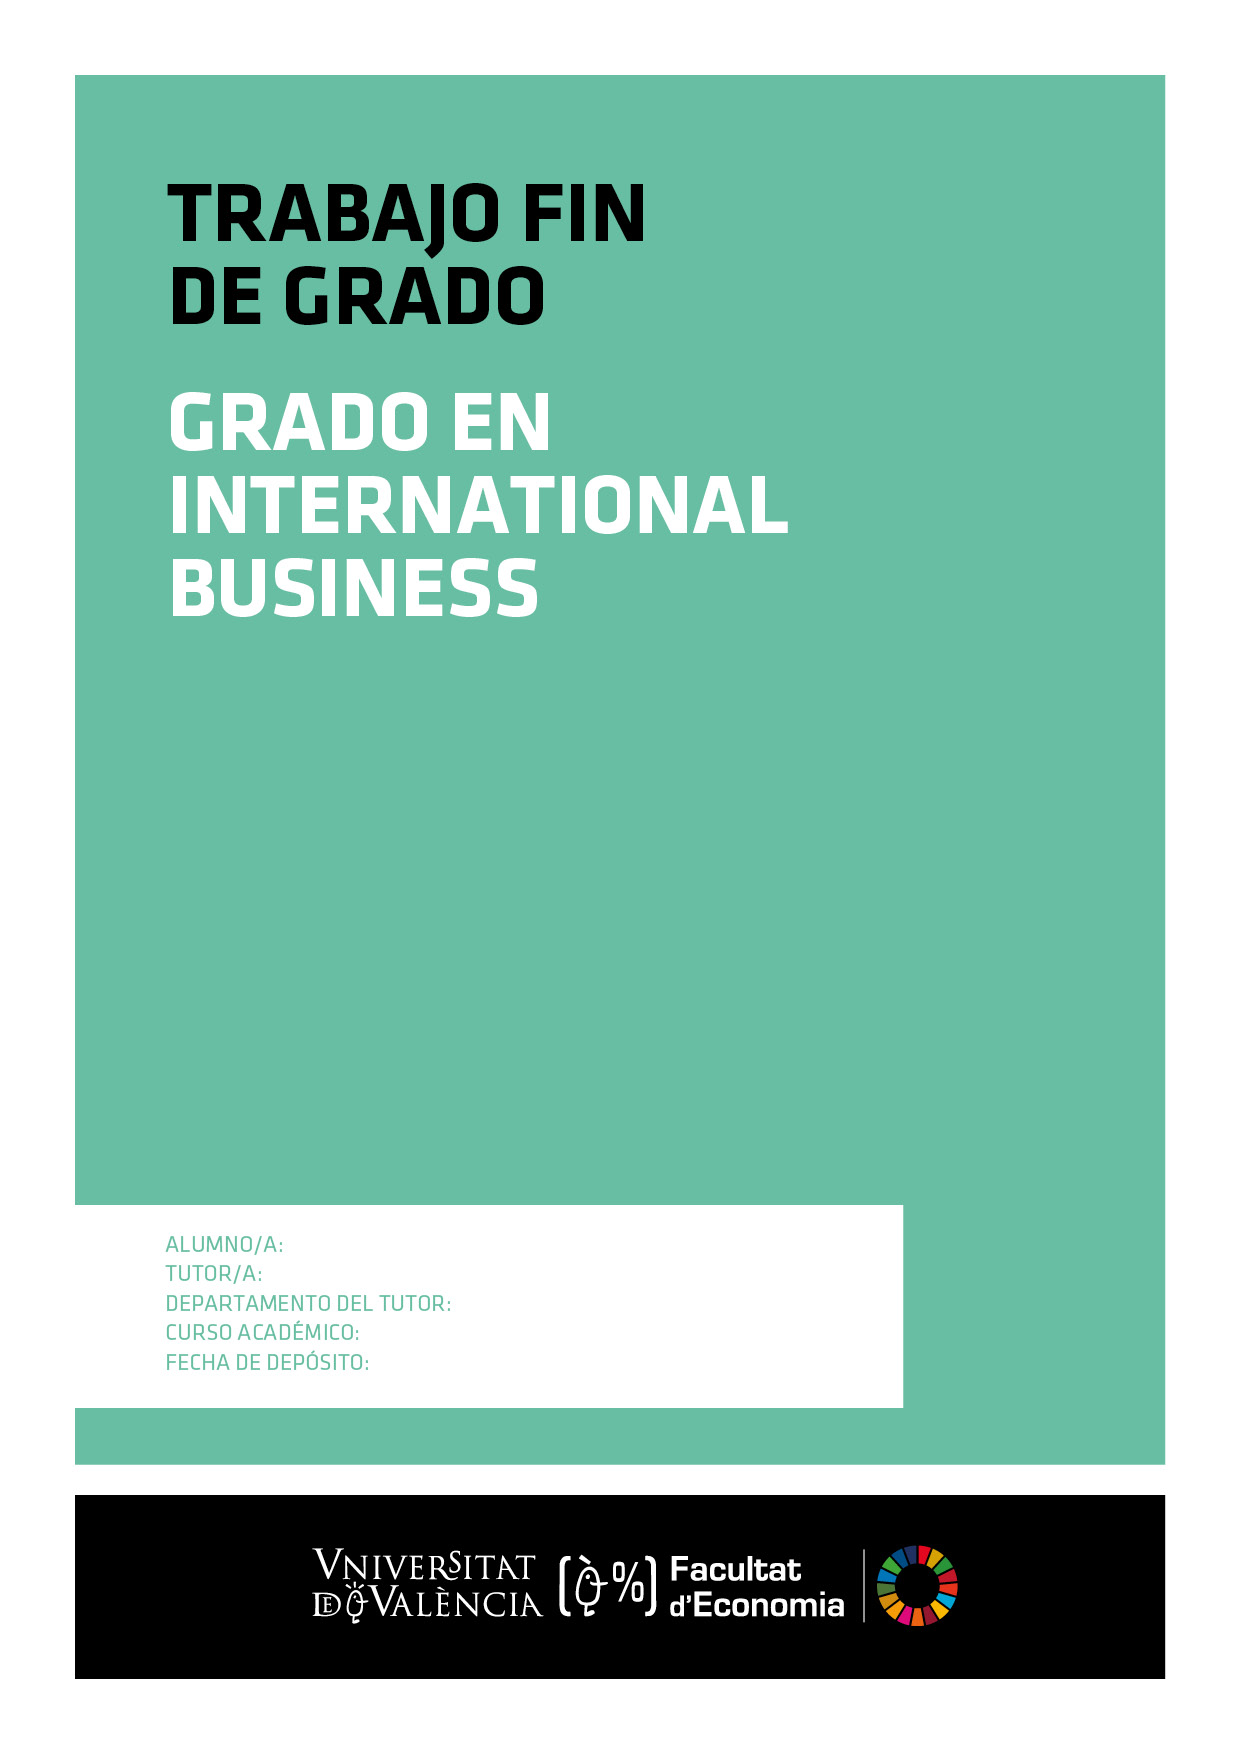 TRABAJO FIN
DE GRADO
GRADO EN
INTERNATIONAL
BUSINESS
ALUMNO/A:
TUTOR/A:
DEPARTAMENTO DEL TUTOR:
CURSO ACADÉMICO:
FECHA DE DEPÓSITO:
VNIVERSITAT
DE VALÈNCIA
[%]
Facultat
d'Economia